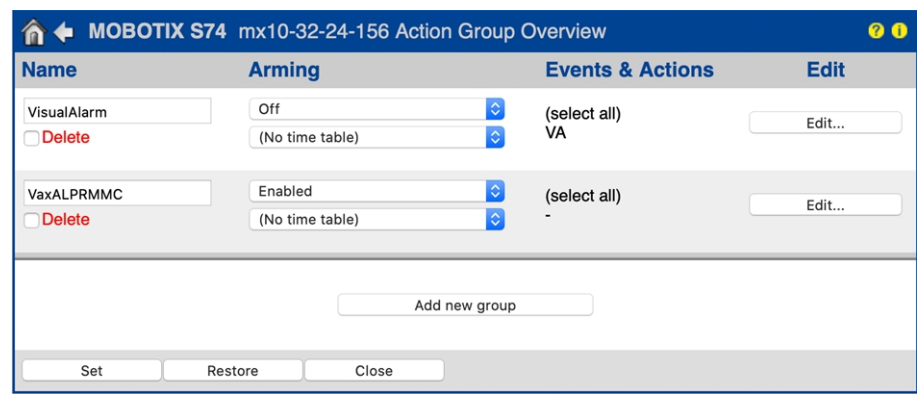 MOBOTIX S74 mx10-32-24-156 Action Group Overview ? i
Name Arming Events & Actions Edit
VisualAlarm Off (select all) Edit...
Delete (No time table) VA
VaxALPRMMC Enabled (select all) Edit...
Delete (No time table) -
Add new group
Set Restore Close